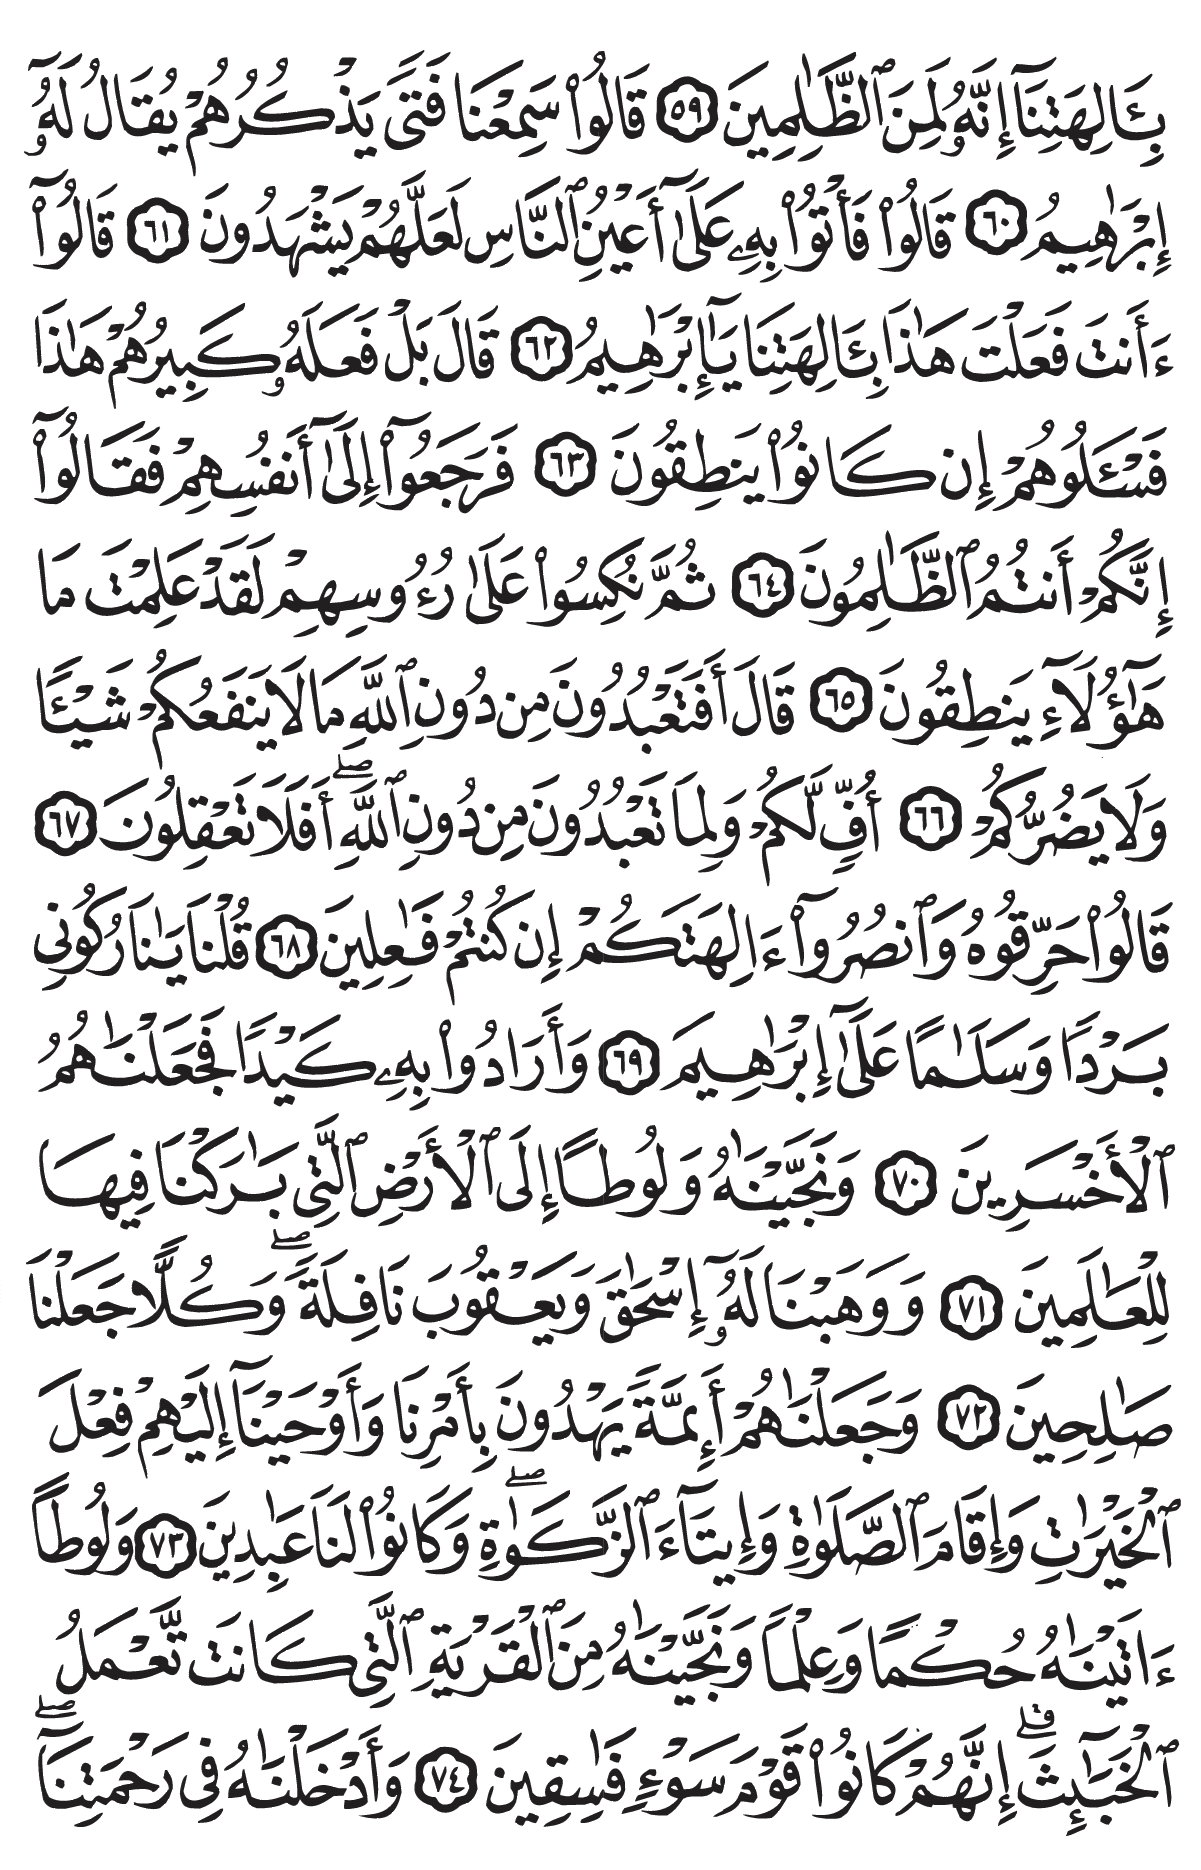 بِـَٔالِهَتِنَآ إِنَّهُۥ لَمِنَ ٱلظَّٰلِمِينَ ٥٩ قَالُوا۟ سَمِعْنَا فَتًى يَذْكُرُهُمْ يُقَالُ لَهُۥٓ
إِبْرَٰهِيمُ ٦٠ قَالُوا۟ فَأْتُوا۟ بِهِۦ عَلَىٰٓ أَعْيُنِ ٱلنَّاسِ لَعَلَّهُمْ يَشْهَدُونَ ٦١ قَالُوٓا۟
ءَأَنتَ فَعَلْتَ هَٰذَا بِـَٔالِهَتِنَا يَٰٓإِبْرَٰهِيمُ ٦٢ قَالَ بَلْ فَعَلَهُۥ كَبِيرُهُمْ هَٰذَا
فَسْـَٔلُوهُمْ إِن كَانُوا۟ يَنطِقُونَ ٦٣ فَرَجَعُوٓا۟ إِلَىٰٓ أَنفُسِهِمْ فَقَالُوٓا۟
إِنَّكُمْ أَنتُمُ ٱلظَّٰلِمُونَ ٦٤ ثُمَّ نُكِسُوا۟ عَلَىٰ رُءُوسِهِمْ لَقَدْ عَلِمْتَ مَا
هَٰٓؤُلَآءِ يَنطِقُونَ ٦٥ قَالَ أَفَتَعْبُدُونَ مِن دُونِ ٱللَّهِ مَا لَا يَنفَعُكُمْ شَيْـًٔا
وَلَا يَضُرُّكُمْ ٦٦ أُفٍّ لَّكُمْ وَلِمَا تَعْبُدُونَ مِن دُونِ ٱللَّهِ ۖ أَفَلَا تَعْقِلُونَ ٦٧
قَالُوا۟ حَرِّقُوهُ وَٱنصُرُوٓا۟ ءَالِهَتَكُمْ إِن كُنتُمْ فَٰعِلِينَ ٦٨ قُلْنَا يَٰنَارُ كُونِى
بَرْدًا وَسَلَٰمًا عَلَىٰٓ إِبْرَٰهِيمَ ٦٩ وَأَرَادُوا۟ بِهِۦ كَيْدًا فَجَعَلْنَٰهُمُ
ٱلْأَخْسَرِينَ ٧٠ وَنَجَّيْنَٰهُ وَلُوطًا إِلَى ٱلْأَرْضِ ٱلَّتِى بَٰرَكْنَا فِيهَا
لِلْعَٰلَمِينَ ٧١ وَوَهَبْنَا لَهُۥٓ إِسْحَٰقَ وَيَعْقُوبَ نَافِلَةً ۖ وَكُلًّا جَعَلْنَا
صَٰلِحِينَ ٧٢ وَجَعَلْنَٰهُمْ أَئِمَّةً يَهْدُونَ بِأَمْرِنَا وَأَوْحَيْنَآ إِلَيْهِمْ فِعْلَ
ٱلْخَيْرَٰتِ وَإِقَامَ ٱلصَّلَوٰةِ وَإِيتَآءَ ٱلزَّكَوٰةِ ۖ وَكَانُوا۟ لَنَا عَٰبِدِينَ ٧٣ وَلُوطًا
ءَاتَيْنَٰهُ حُكْمًا وَعِلْمًا وَنَجَّيْنَٰهُ مِنَ ٱلْقَرْيَةِ ٱلَّتِى كَانَت تَّعْمَلُ
ٱلْخَبَٰٓئِثَ ۗ إِنَّهُمْ كَانُوا۟ قَوْمَ سَوْءٍ فَٰسِقِينَ ٧٤ وَأَدْخَلْنَٰهُ فِى رَحْمَتِنَآ ۖ